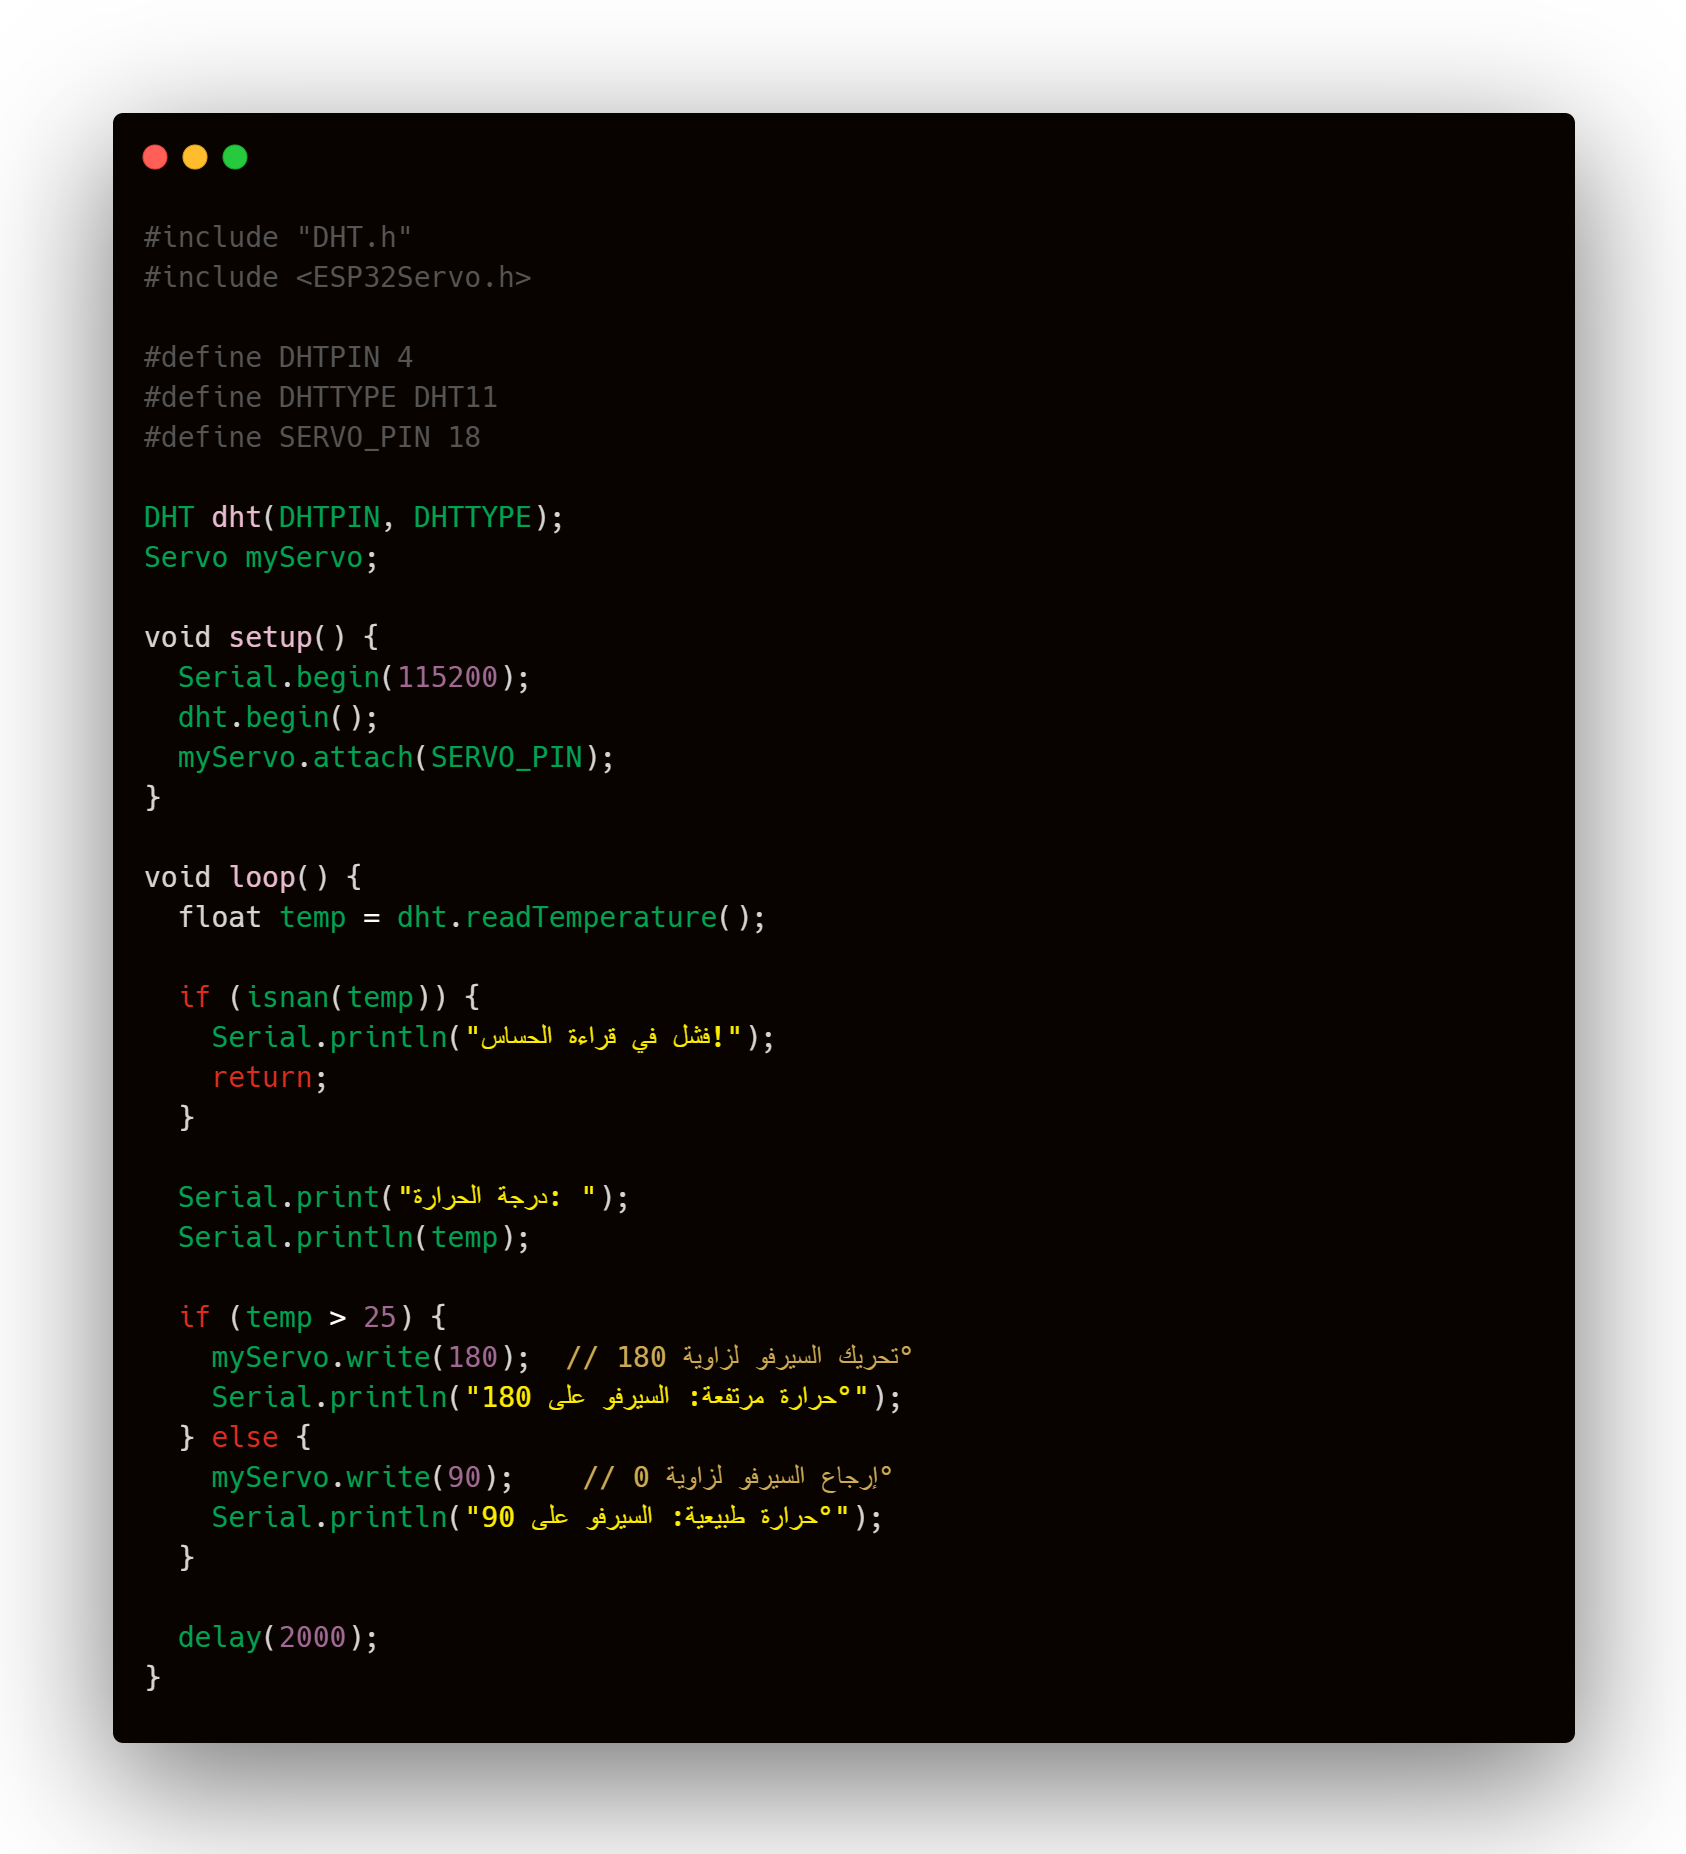 #include "DHT.h"
#include <ESP32Servo.h>
#define DHTPIN 4
#define DHTTYPE DHT11
#define SERVO_PIN 18
DHT dht(DHTPIN, DHTTYPE);
Servo myServo;
void setup() {
  Serial.begin(115200);
  dht.begin();
  myServo.attach(SERVO_PIN);
}
void loop() {
  float temp = dht.readTemperature();
  if (isnan(temp)) {
    Serial.println("فشل في قراءة الحساس!");
    return;
  }
  Serial.print("درجة الحرارة: ");
  Serial.println(temp);
  if (temp > 25) {
    myServo.write(180);  // تحريك السيرفو لزاوية 180°
    Serial.println("حرارة مرتفعة: السيرفو على 180°");
  } else {
    myServo.write(90);    // إرجاع السيرفو لزاوية 0°
    Serial.println("حرارة طبيعية: السيرفو على 90°");
  }
  delay(2000);
}